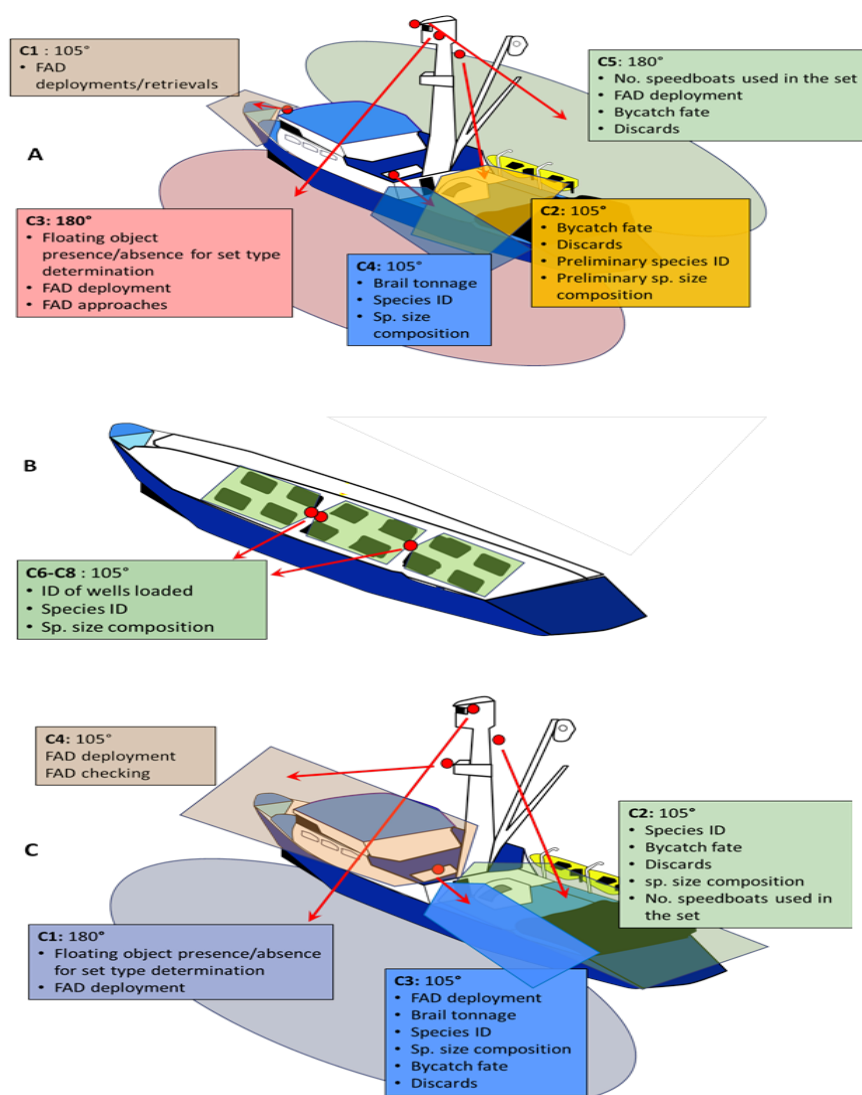 C1 : 105°
• FAD
deployments/retrievals
C5: 180°
• No. speedboats used in the set
• FAD deployment
• Bycatch fate
• Discards
A
C3: 180°
• Floating object
presence/absence for set type
determination
• FAD deployment
• FAD approaches
C4: 105°
• Brail tonnage
• Species ID
• Sp. size
composition
C2: 105°
• Bycatch fate
• Discards
• Preliminary species ID
• Preliminary sp. size
composition
B
C6-C8 : 105°
• ID of wells loaded
• Species ID
• Sp. size composition
C4: 105°
FAD deployment
FAD checking
C2: 105°
• Species ID
• Bycatch fate
• Discards
• sp. size composition
• No. speedboats used in
the set
C
C1: 180°
• Floating object presence/absence
for set type determination
• FAD deployment
C3: 105°
• FAD deployment
• Brail tonnage
• Species ID
• Sp. size composition
• Bycatch fate
• Discards